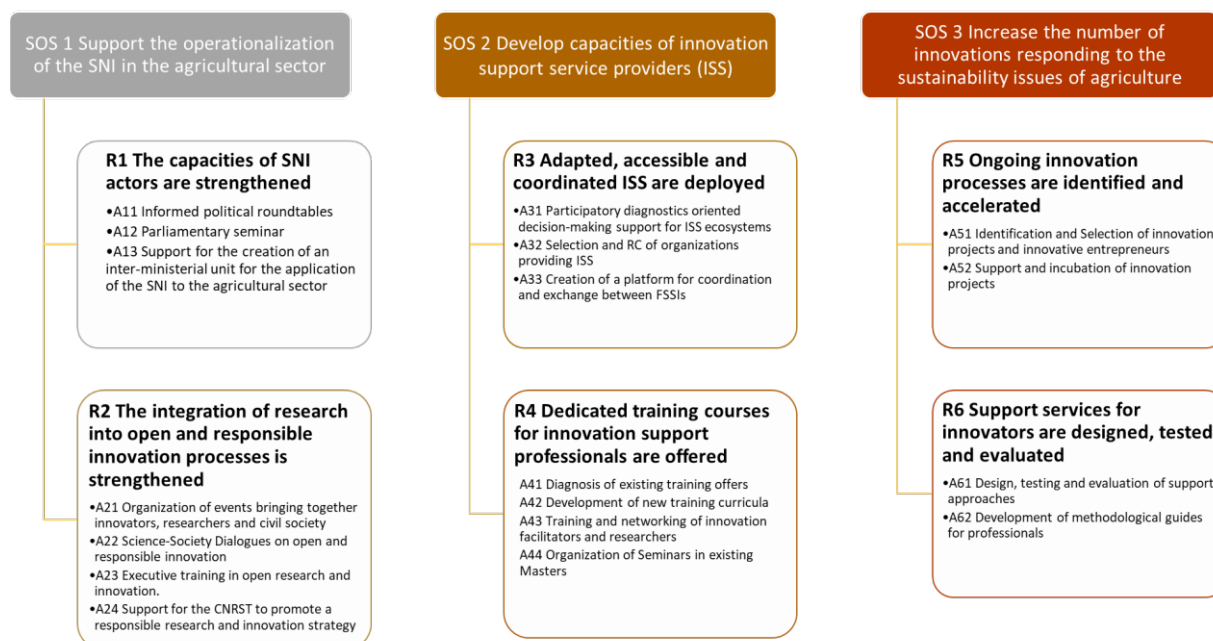 SOS 1 Support the operationalization
of the SNI in the agricultural sector
R1 The capacities of SNI
actors are strengthened
•A11 Informed political roundtables
•A12 Parliamentary seminar
•A13 Support for the creation of an
inter-ministerial unit for the application
of the SNI to the agricultural sector
R2 The integration of research
into open and responsible
innovation processes is
strengthened
•A21 Organization of events bringing together
innovators, researchers and civil society
•A22 Science-Society Dialogues on open and
responsible innovation
•A23 Executive training in open research and
innovation.
•A24 Support for the CNRST to promote a
responsible research and innovation strategy
SOS 2 Develop capacities of innovation
support service providers (ISS)
R3 Adapted, accessible and
coordinated ISS are deployed
•A31 Participatory diagnostics oriented
decision-making support for ISS ecosystems
•A32 Selection and RC of organizations
providing ISS
•A33 Creation of a platform for coordination
and exchange between FSSIs
R4 Dedicated training courses
for innovation support
professionals are offered
A41 Diagnosis of existing training offers
A42 Development of new training curricula
A43 Training and networking of innovation
facilitators and researchers
A44 Organization of Seminars in existing
Masters
SOS 3 Increase the number of
innovations responding to the
sustainability issues of agriculture
R5 Ongoing innovation
processes are identified and
accelerated
•A51 Identification and Selection of innovation
projects and innovative entrepreneurs
•A52 Support and incubation of innovation
projects
R6 Support services for
innovators are designed, tested
and evaluated
•A61 Design, testing and evaluation of support
approaches
•A62 Development of methodological guides
for professionals